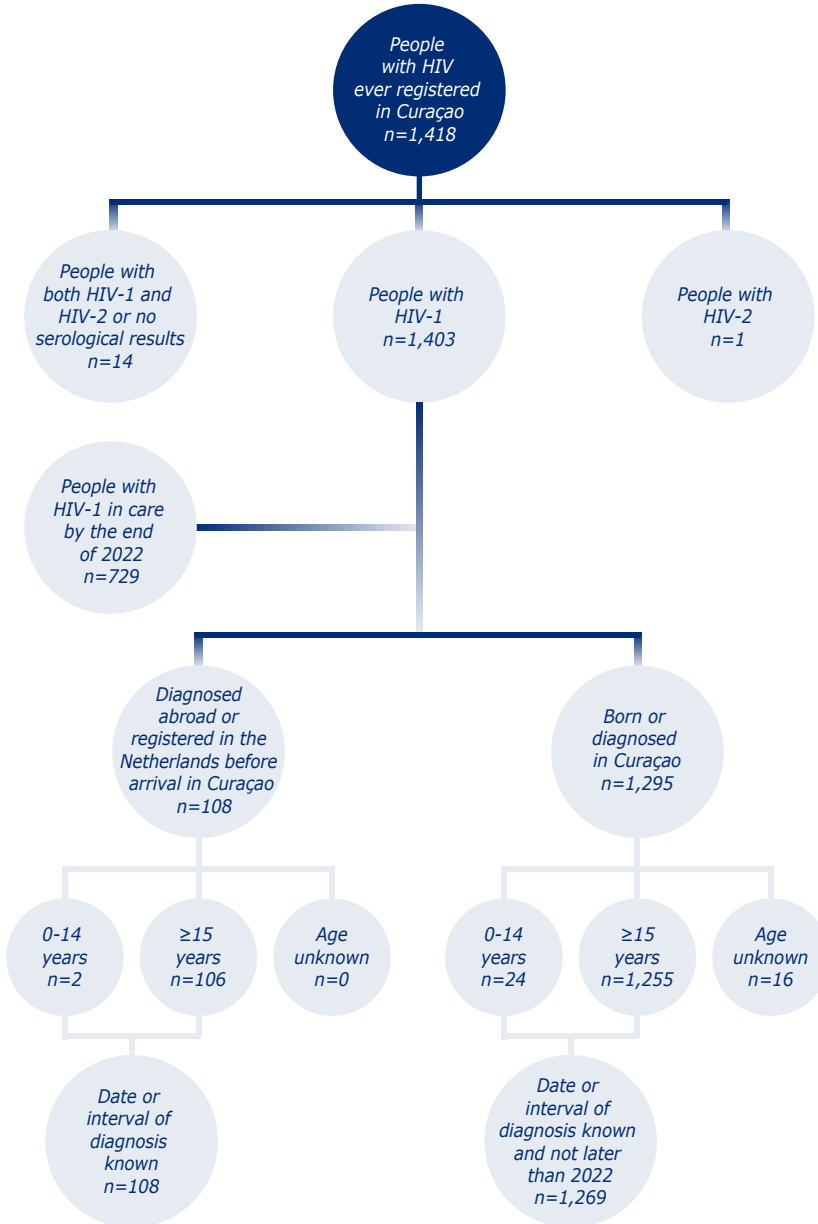 People
with HIV
ever registered
in Curaçao
n=1,418
People with
both HIV-1 and
HIV-2 or no
serological results
n=14
People with
HIV-1
n=1,403
People with
HIV-2
n=1
People with
HIV-1 in care
by the end
of 2022
n=729
Diagnosed
abroad or
registered in the
Netherlands before
arrival in Curaçao
n=108
Born or
diagnosed
in Curaçao
n=1,295
0-14
years
n=2
≥15
years
n=106
Age
unknown
n=0
0-14
years
n=24
≥15
years
n=1,255
Age
unknown
n=16
Date or
interval of
diagnosis
known
n=108
Date or
interval of
diagnosis known
and not later
than 2022
n=1,269